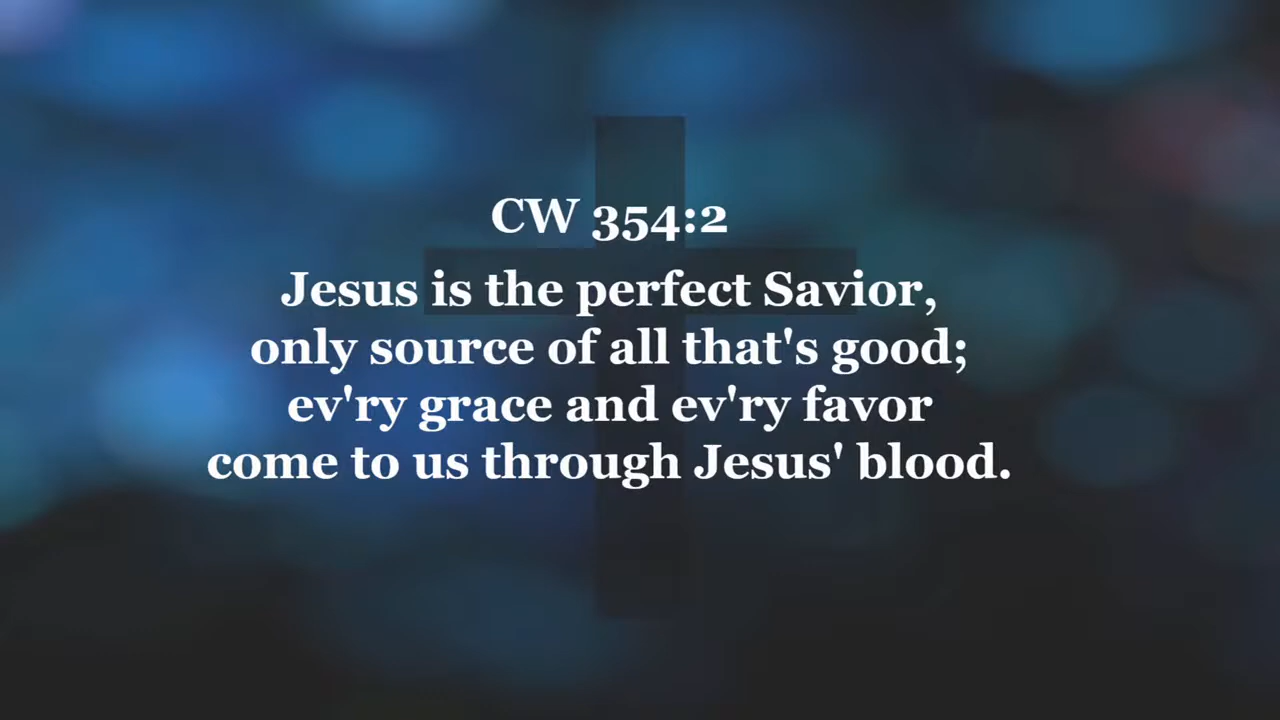 CW 354:2
Jesus is the perfect Savior,
only source of all that's good;
ev'ry grace and ev'ry favor
come to us through Jesus' blood.